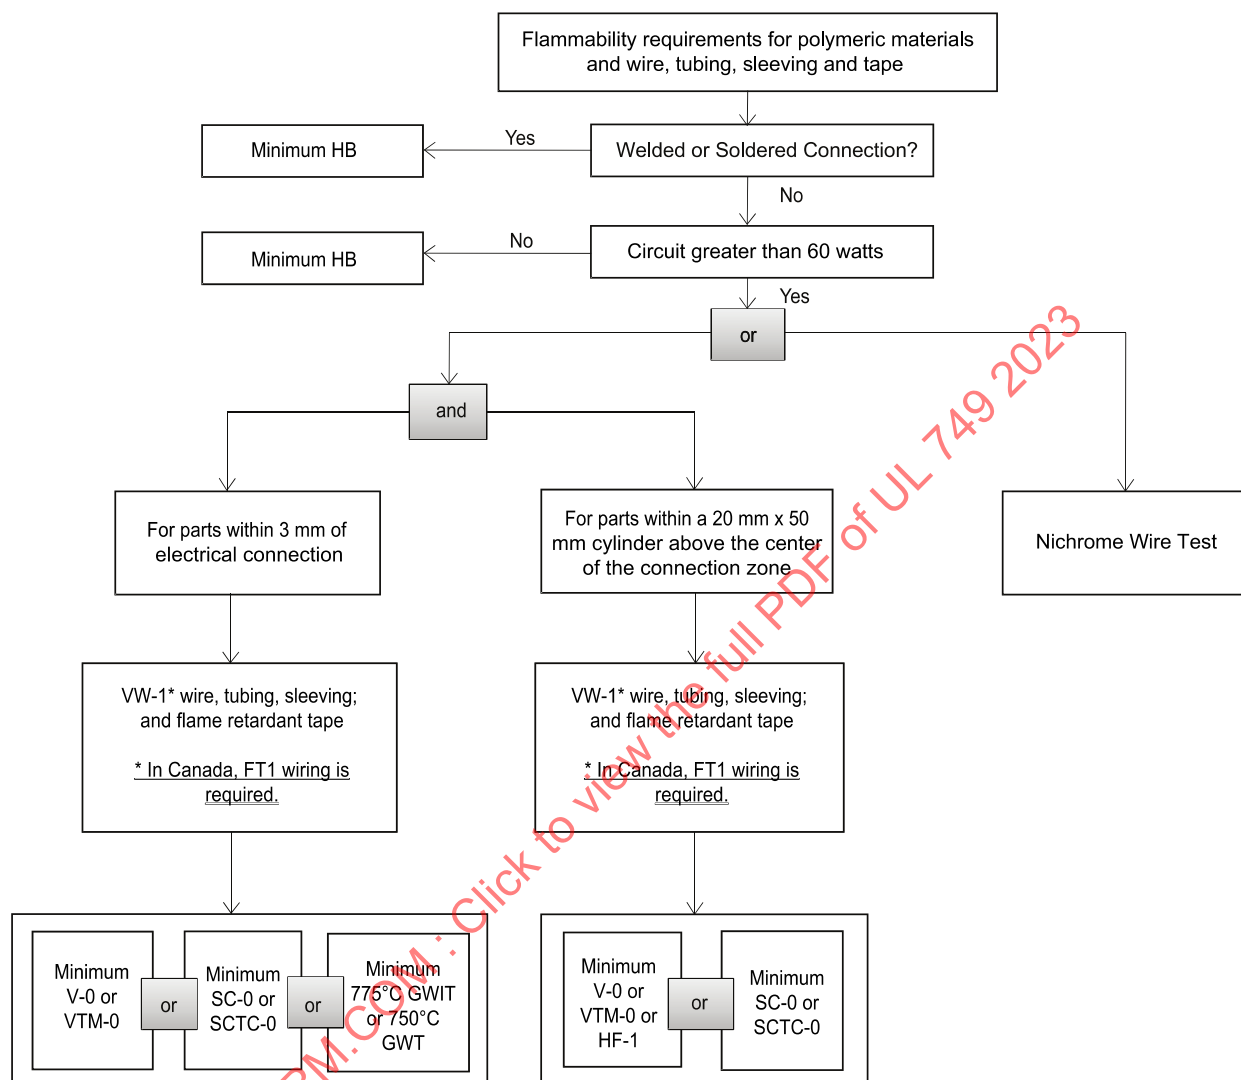 Flammability requirements for polymeric materials
and wire, tubing, sleeving and tape
Yes
Minimum HB
Welded or Soldered Connection?
No
No
Minimum HB
Circuit greater than 60 watts
Yes
or
and
For parts within 3 mm of
electrical connection
For parts within a 20 mm x 50
mm cylinder above the center
of the connection zone
Nichrome Wire Test
VW-1* wire, tubing, sleeving;
and flame retardant tape
* In Canada, FT1 wiring is
required.
VW-1* wire, tubing, sleeving;
and flame retardant tape
* In Canada, FT1 wiring is
required.
Minimum
V-0 or
VTM-0
or
Minimum
SC-0 or
SCTC-0
or
Minimum
775°C GWIT
or 750°C
GWT
Minimum
V-0 or
VTM-0 or
HF-1
or
Minimum
SC-0 or
SCTC-0
RM.COM : Click to view the full PDF of UL 749 2023